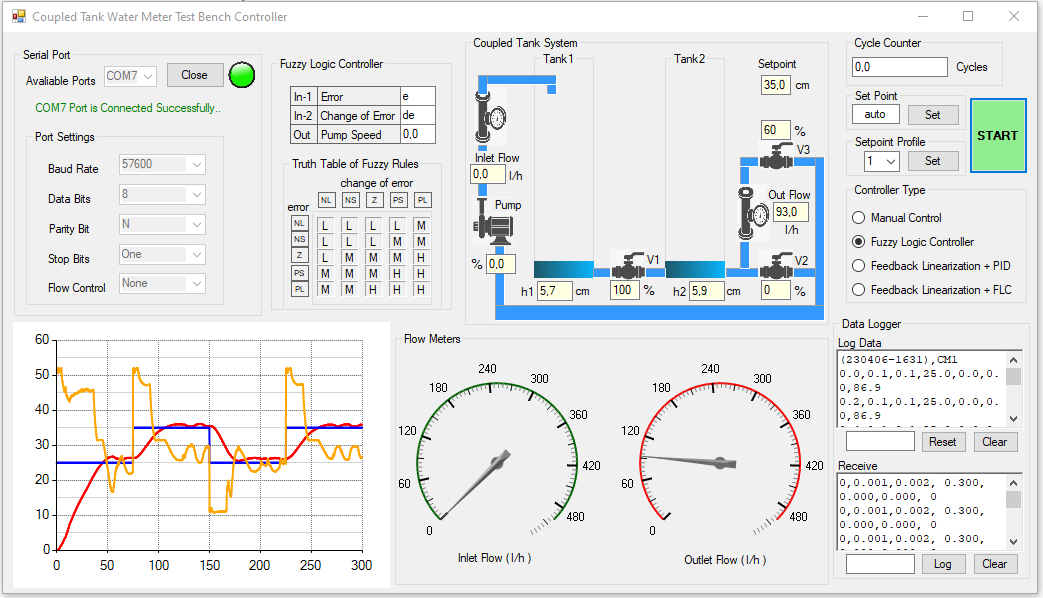 Coupled Tank Water Meter Test Bench Controller
Serial Port
Avaliable Ports COM7 Close
COM7 Port is Connected Successfully..
Port Settings
Baud Rate 57600
Data Bits 8
Parity Bit N
Stop Bits One
Flow Control None
Fuzzy Logic Controller
In-1 Error e
In-2 Change of Error de
Out Pump Speed 0,0
Truth Table of Fuzzy Rules
change of error
error NL NS Z PS PL
NL L L L L M
NS L L L M M
Z L M M M H
PS M M M H H
PL M M H H H
Coupled Tank System
Tank1
Tank2
Setpoint
35,0 cm
60 %
V3
Inlet Flow
0,0 l/h
Pump
% 0,0
Out Flow
93,0
l/h
V1
V2
h1 5,7 cm
100 %
h2 5,9 cm
0 %
Cycle Counter
0,0 Cycles
Set Point
auto Set
Setpoint Profile
1 Set
START
Controller Type
Manual Control
Fuzzy Logic Controller
Feedback Linearization + PID
Feedback Linearization + FLC
60
50
40
30
20
10
0
0 50 100 150 200 250 300
Flow Meters
0 60 120 180 240 300 360 420 480
Inlet Flow ( l/h )
0 60 120 180 240 300 360 420 480
Outlet Flow ( l/h )
Data Logger
Log Data
(230406-1631),CM1
0.0,0.1,0.1,25.0,0.0,0.
0,86.9
0.2,0.1,0.1,25.0,0.0,0.
0,86.9
Reset Clear
Receive
0,0.001,0.002, 0.300,
0.000,0.000, 0
0,0.001,0.002, 0.300,
0.000,0.000, 0
0,0.001,0.002, 0.300,
Log Clear